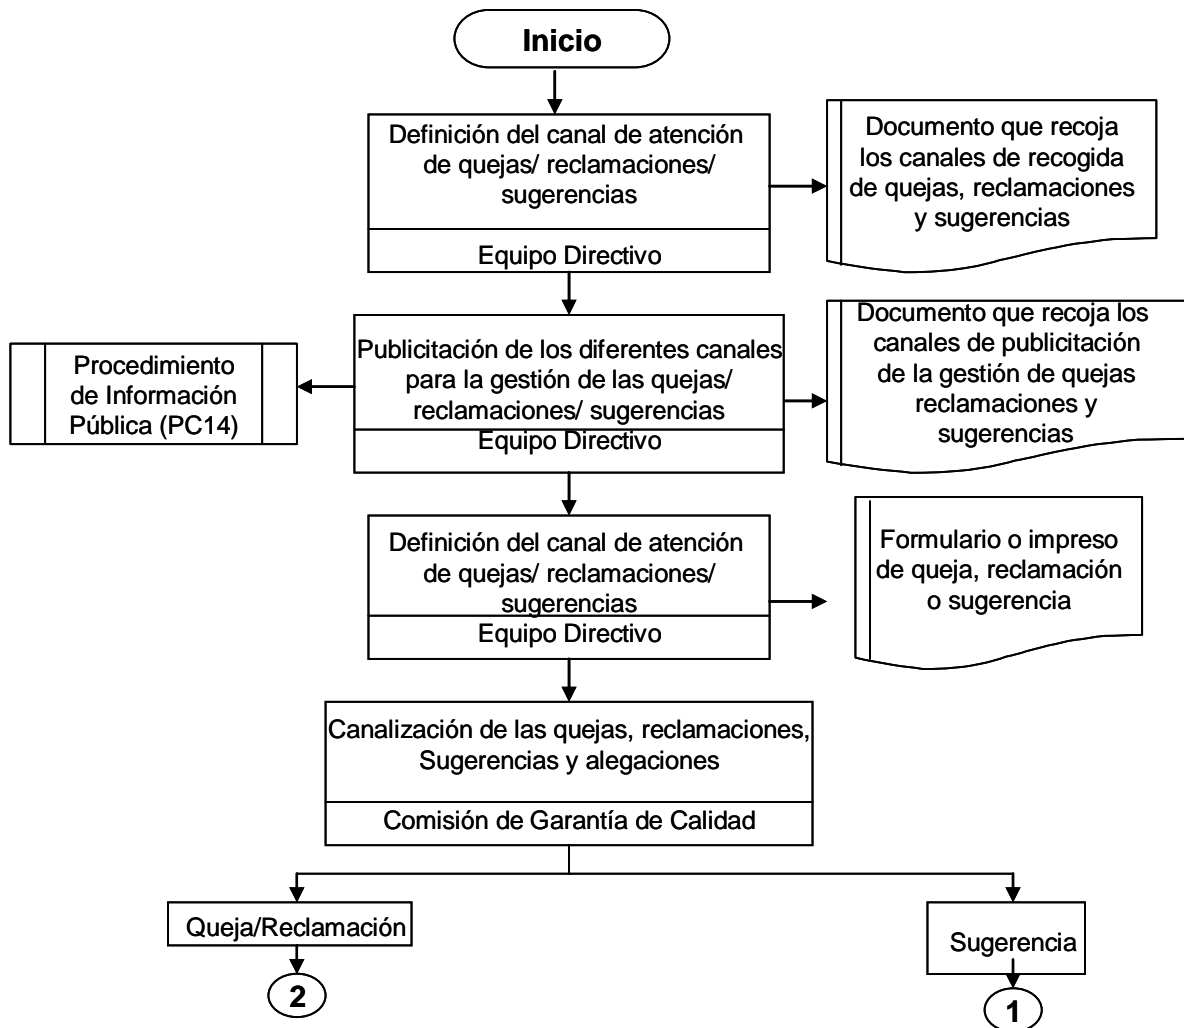 Inicio
Definición del canal de atención
de quejas/ reclamaciones/
sugerencias
Equipo Directivo
Documento que recoja
los canales de recogida
de quejas, reclamaciones
y sugerencias
Publicitación de los diferentes canales
para la gestión de las quejas/
reclamaciones/ sugerencias
Equipo Directivo
Procedimiento
de Información
Pública (PC14)
Documento que recoja los
canales de publicitación
de la gestión de quejas
reclamaciones y
sugerencias
Definición del canal de atención
de quejas/ reclamaciones/
sugerencias
Equipo Directivo
Formulario o impreso
de queja, reclamación
o sugerencia
Canalización de las quejas, reclamaciones,
Sugerencias y alegaciones
Comisión de Garantía de Calidad
Queja/Reclamación
2
Sugerencia
1